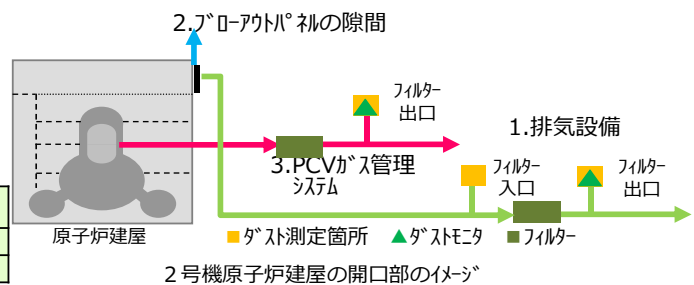 2.ﾌﾞﾛｰｱｳﾄﾊﾟﾈﾙの隙間
ﾌｨﾙﾀｰ
出口
1.排気設備
3.PCVｶﾞｽ管理
ｼｽﾃﾑ
ﾌｨﾙﾀｰ
入口
ﾌｨﾙﾀｰ
出口
原子炉建屋
■ﾀﾞｽﾄ測定箇所 ▲ﾀﾞｽﾄﾓﾆﾀ ■ﾌｨﾙﾀｰ
２号機原子炉建屋の開口部のｲﾒｰｼﾞ